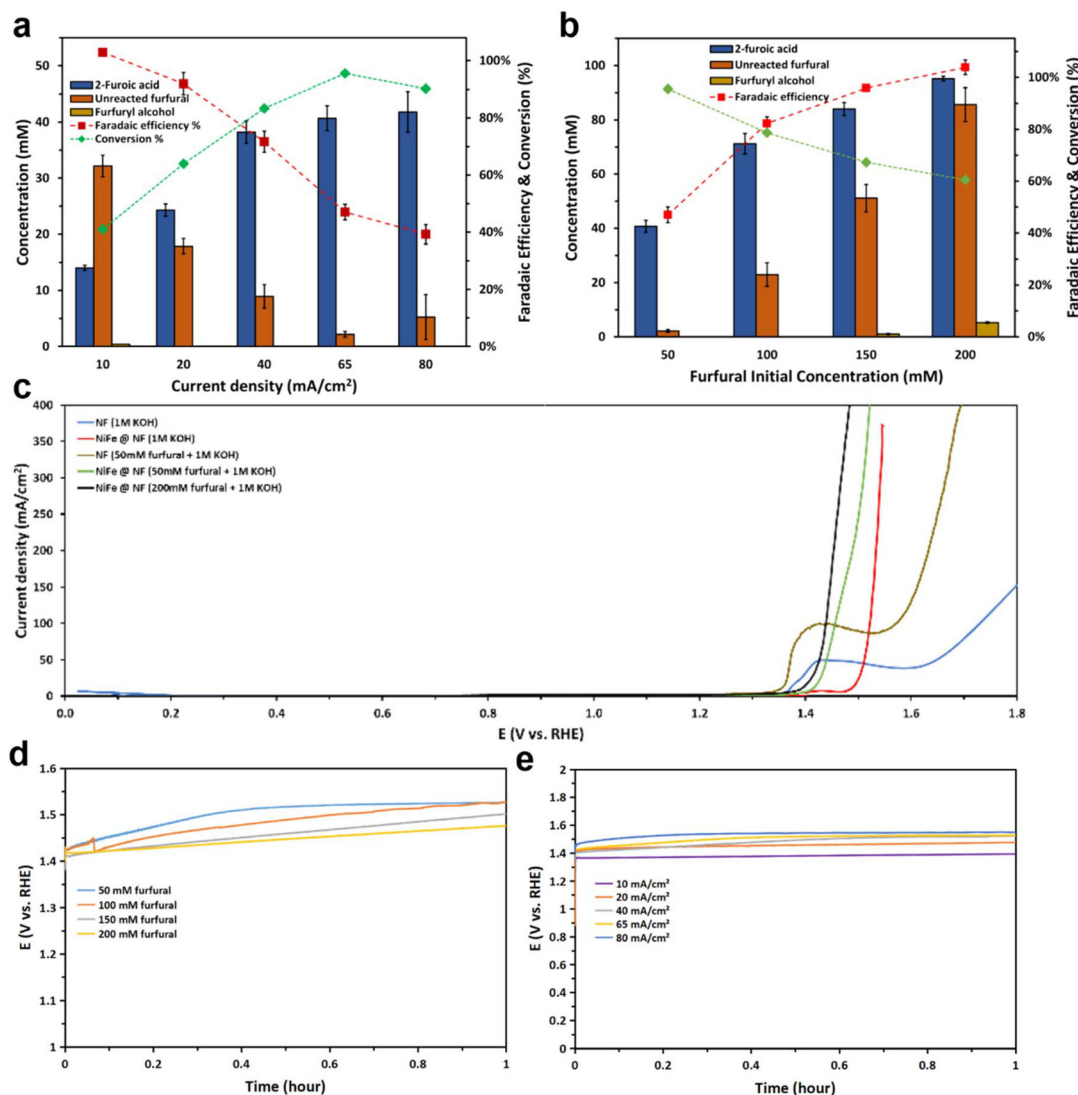 a
Concentration (mM)
50
40
30
20
10
0
2-Furoic acid
Unreacted furfural
Furfuryl alcohol
Faradaic efficiency %
Conversion %
100%
80%
60%
40%
20%
0%
Faradaic Efficiency & Conversion (%)
10 20 40 65 80
Current density (mA/cm²)
b
Concentration (mM)
100
80
60
40
20
0
2-Furoic acid
Unreacted furfural
Furfuryl alcohol
Faradaic efficiency
100%
80%
60%
40%
20%
0%
Faradaic Efficiency & Conversion (%)
50 100 150 200
Furfural Initial Concentration (mM)
c
Current density (mA/cm²)
400
350
300
250
200
150
100
50
0
NF (1M KOH)
NiFe @ NF (1M KOH)
NF (50mM furfural + 1M KOH)
NiFe @ NF (50mM furfural + 1M KOH)
NiFe @ NF (200mM furfural + 1M KOH)
0.0 0.2 0.4 0.6 0.8 1.0 1.2 1.4 1.6 1.8
E (V vs. RHE)
d
E (V vs. RHE)
1.6
1.5
1.4
1.3
1.2
1.1
1
50 mM furfural
100 mM furfural
150 mM furfural
200 mM furfural
0 0.2 0.4 0.6 0.8 1
Time (hour)
e
E (V vs. RHE)
2
1.8
1.6
1.4
1.2
1
0.8
0.6
0.4
0.2
0
10 mA/cm²
20 mA/cm²
40 mA/cm²
65 mA/cm²
80 mA/cm²
0 0.2 0.4 0.6 0.8 1
Time (hour)